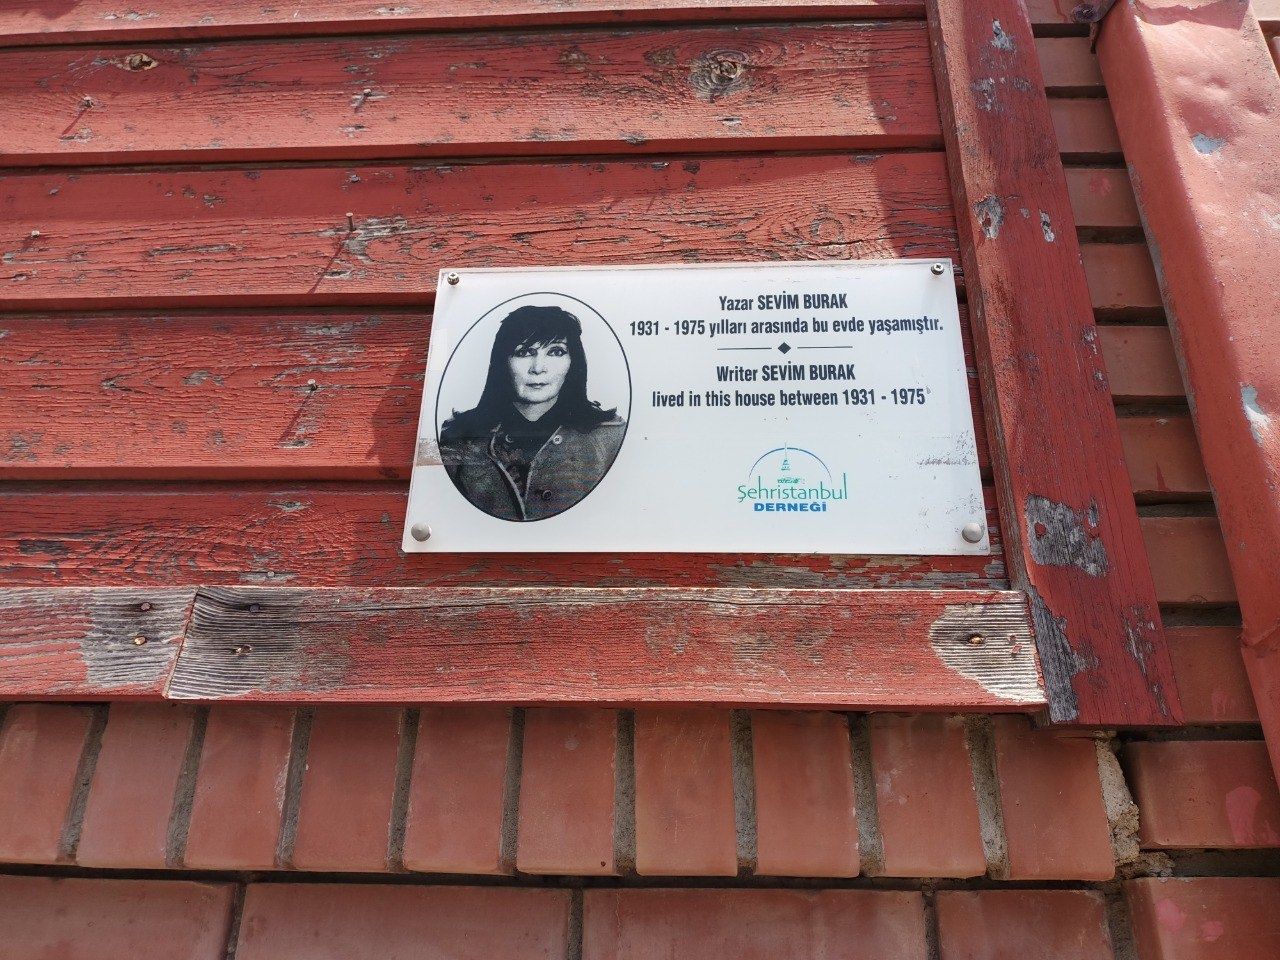 Yazar SEVİM BURAK
1931 - 1975 yılları arasında bu evde yaşamıştır.
Writer SEVİM BURAK
lived in this house between 1931 - 1975
Şehristanbul
DERNEĞİ